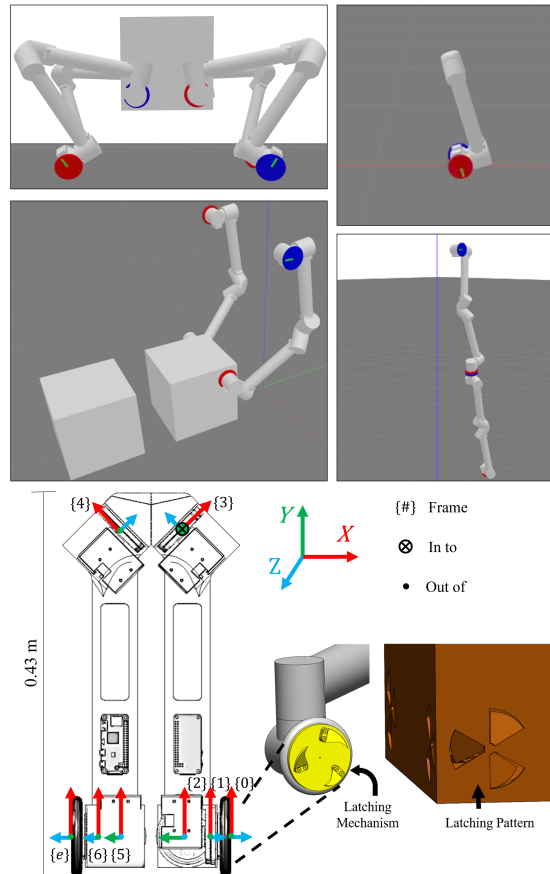 {4}
{3}
Y
X
Z
{#} Frame
In to
Out of
0.43 m
{2}
{1}
{0}
{e}
{6}
{5}
Latching
Mechanism
Latching Pattern